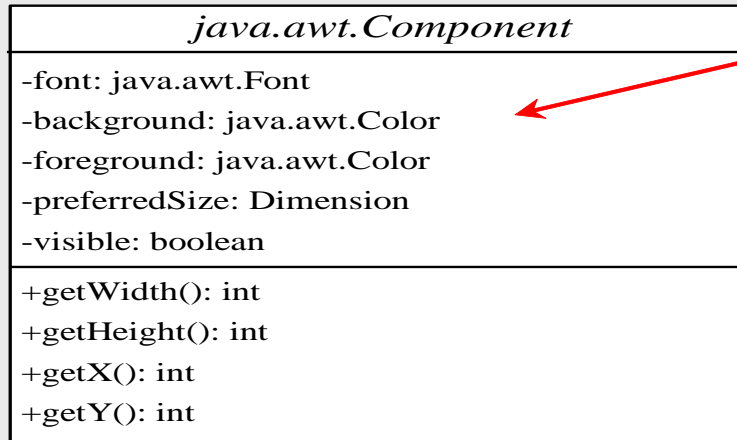 java.awt.Component
-font: java.awt.Font
-background: java.awt.Color
-foreground: java.awt.Color
-preferredSize: Dimension
-visible: boolean
+getWidth(): int
+getHeight(): int
+getX(): int
+getY(): int